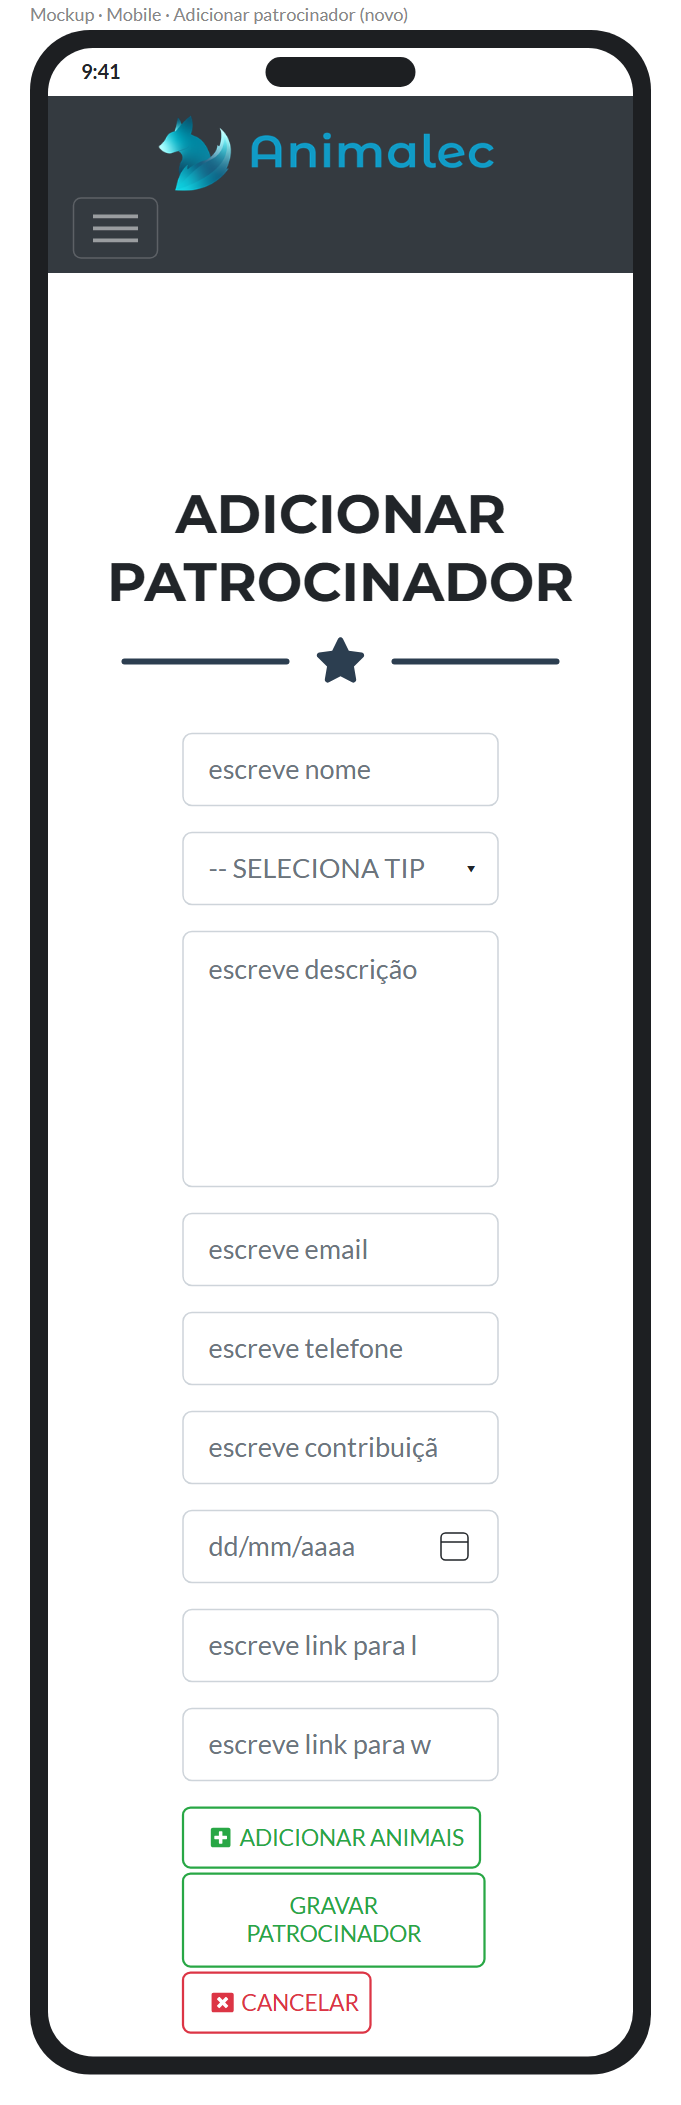 Mockup · Mobile · Adicionar patrocinador (novo)
9:41
Animalec
ADICIONAR
PATROCINADOR
escreve nome
-- SELECIONA TIP
escreve descrição
escreve email
escreve telefone
escreve contribuiçã
dd/mm/aaaa
escreve link para l
escreve link para w
ADICIONAR ANIMAIS
GRAVAR
PATROCINADOR
CANCELAR